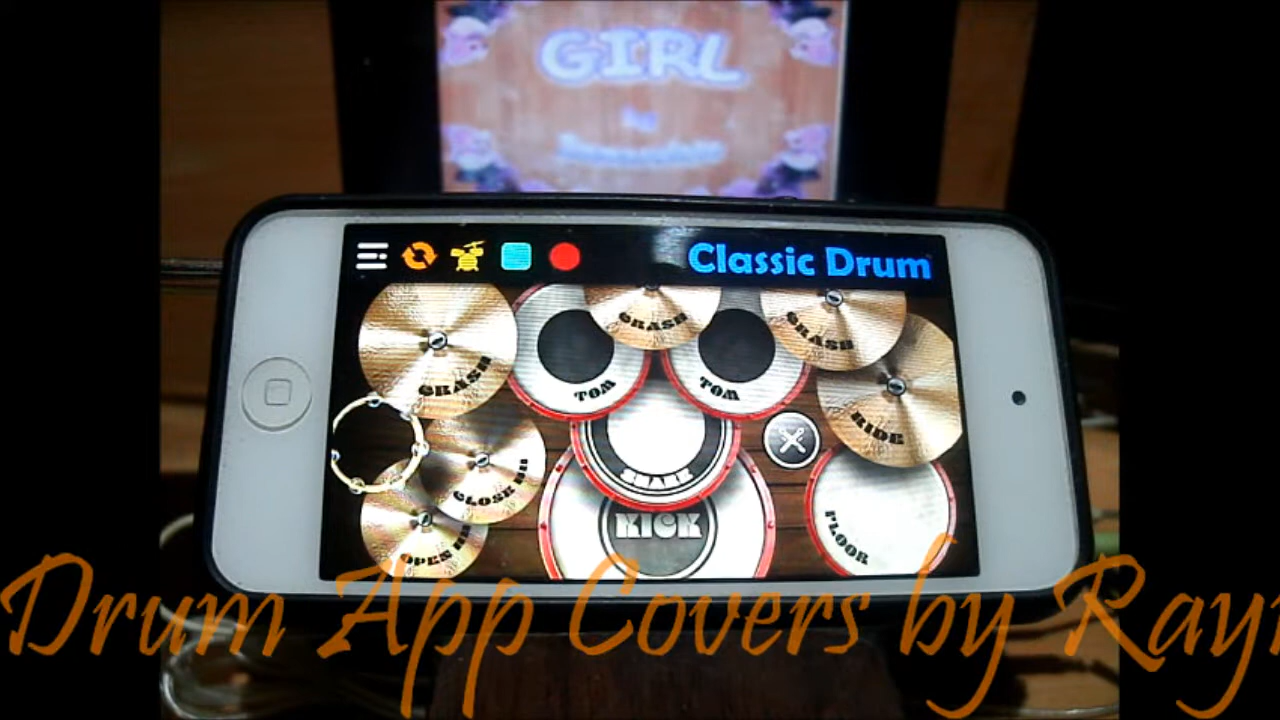 GIRL
by
Classic Drum
CRASH
CRASH
CRASH
TOM
TOM
RIDE
SNARE
CLOSE HH
KICK
OPEN HH
FLOOR
Drum App Covers by